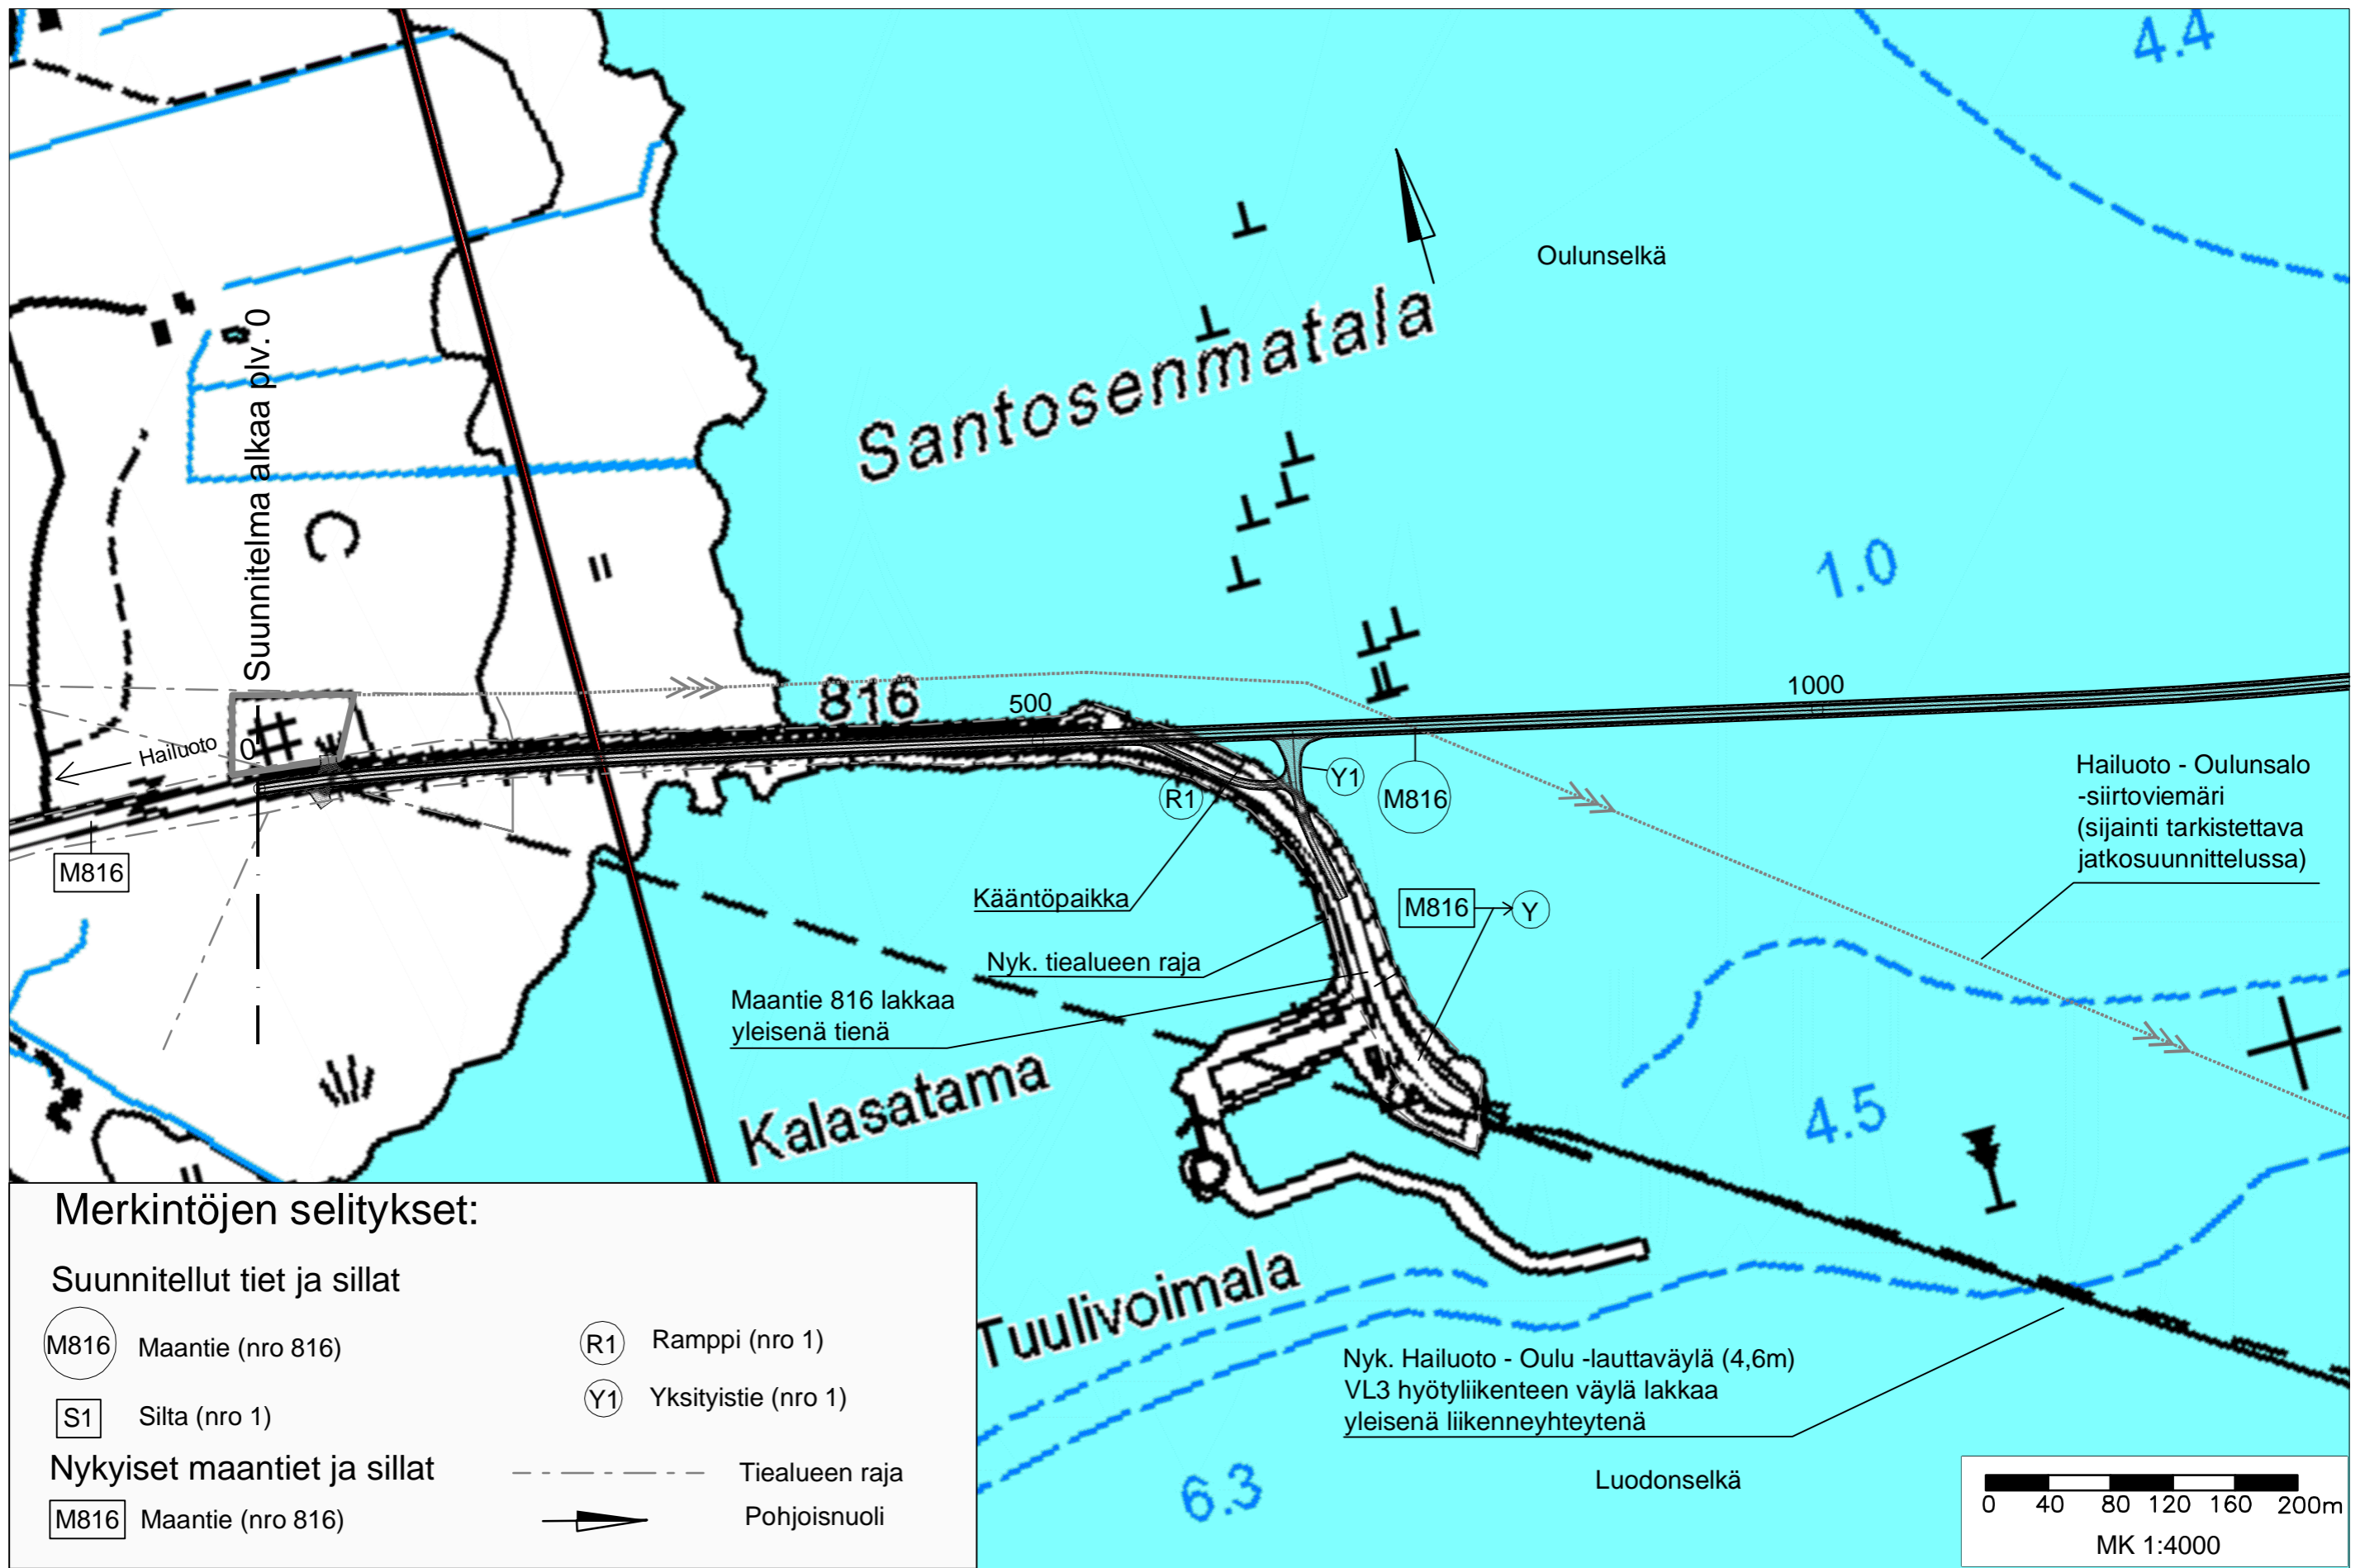 4.4
Oulunselkä
Santosenmatala
Suunnitelma alkaa plv. 0
1.0
816
500
1000
Hailuoto
0
M816
R1
Y1
M816
Hailuoto - Oulunsalo
-siirtoviemäri
(sijainti tarkistettava
jatkosuunnittelussa)
Kääntöpaikka
M816
Y
Nyk. tiealueen raja
Maantie 816 lakkaa
yleisenä tienä
Kalasatama
4.5
Tuulivoimala
Nyk. Hailuoto - Oulu -lauttaväylä (4,6m)
VL3 hyötyliikenteen väylä lakkaa
yleisenä liikenneyhteytenä
6.3
Luodonselkä
Merkintöjen selitykset:
Suunnitellut tiet ja sillat
M816 Maantie (nro 816)
R1 Ramppi (nro 1)
S1 Silta (nro 1)
Y1 Yksityistie (nro 1)
Nykyiset maantiet ja sillat
M816 Maantie (nro 816)
Tiealueen raja
Pohjoisnuoli
0 40 80 120 160 200m
MK 1:4000